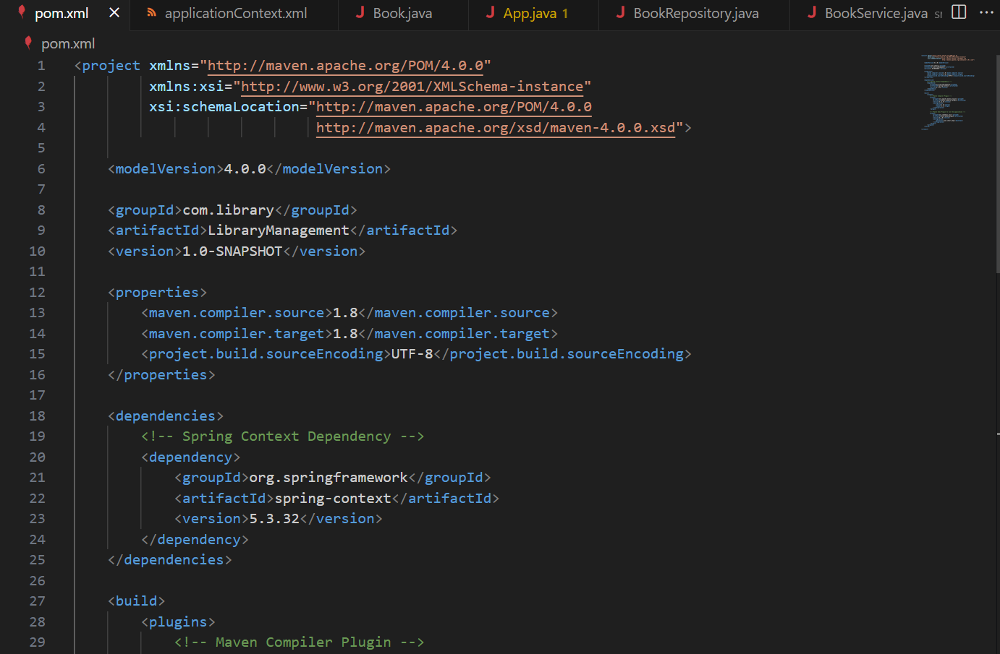 pom.xml applicationContext.xml Book.java App.java 1 BookRepository.java BookService.java
pom.xml
1 <project xmlns="http://maven.apache.org/POM/4.0.0"
2 xmlns:xsi="http://www.w3.org/2001/XMLSchema-instance"
3 xsi:schemaLocation="http://maven.apache.org/POM/4.0.0
4 http://maven.apache.org/xsd/maven-4.0.0.xsd">
5
6 <modelVersion>4.0.0</modelVersion>
7
8 <groupId>com.library</groupId>
9 <artifactId>LibraryManagement</artifactId>
10 <version>1.0-SNAPSHOT</version>
11
12 <properties>
13 <maven.compiler.source>1.8</maven.compiler.source>
14 <maven.compiler.target>1.8</maven.compiler.target>
15 <project.build.sourceEncoding>UTF-8</project.build.sourceEncoding>
16 </properties>
17
18 <dependencies>
19 <!-- Spring Context Dependency -->
20 <dependency>
21 <groupId>org.springframework</groupId>
22 <artifactId>spring-context</artifactId>
23 <version>5.3.32</version>
24 </dependency>
25 </dependencies>
26
27 <build>
28 <plugins>
29 <!-- Maven Compiler Plugin -->